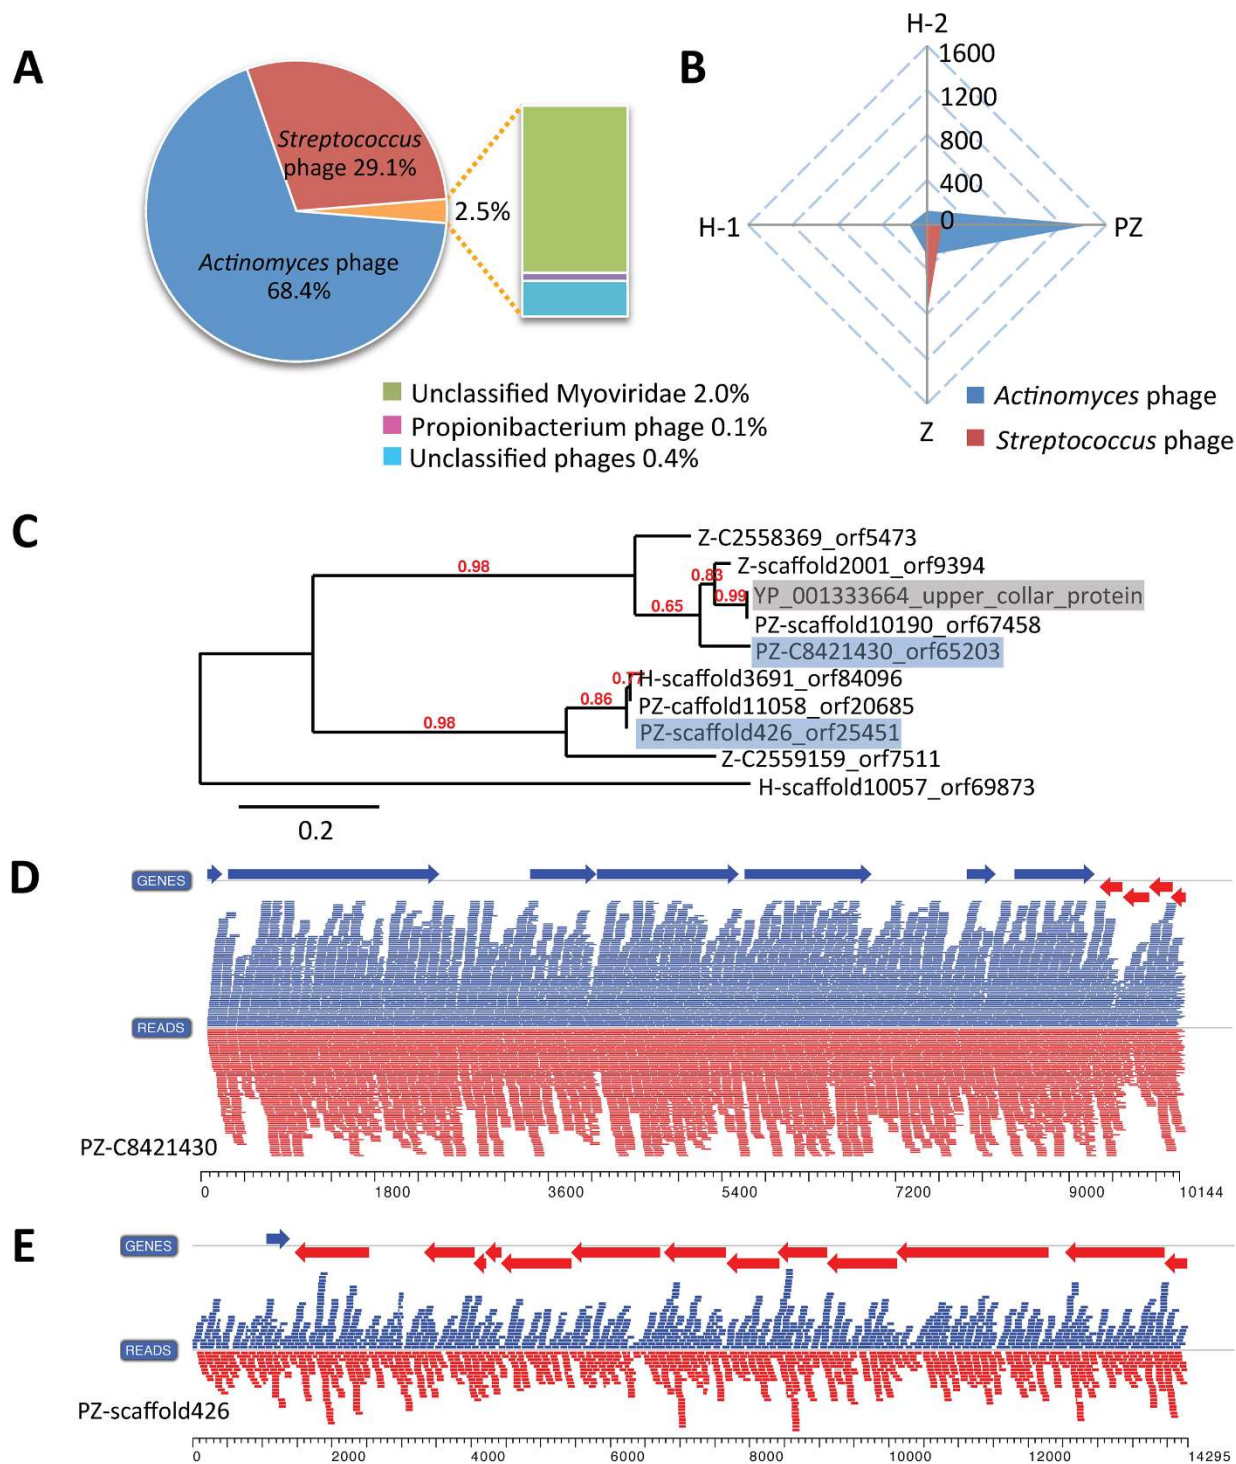 A
Streptococcus
phage 29.1%
2.5%
Actinomyces phage
68.4%
Unclassified Myoviridae 2.0%
Propionibacterium phage 0.1%
Unclassified phages 0.4%
B
H-2
1600
1200
800
400
0
H-1
PZ
Z
Actinomyces phage
Streptococcus phage
C
Z-C2558369_orf5473
0.98
Z-scaffold2001_orf9394
0.83
0.99
YP_001333664_upper_collar_protein
0.65
PZ-scaffold10190_orf67458
PZ-C8421430_orf65203
0.77
H-scaffold3691_orf84096
0.86
PZ-caffold11058_orf20685
0.98
PZ-scaffold426_orf25451
Z-C2559159_orf7511
H-scaffold10057_orf69873
0.2
D
GENES
READS
PZ-C8421430
0 1800 3600 5400 7200 9000 10144
E
GENES
READS
PZ-scaffold426
0 2000 4000 6000 8000 10000 12000 14295